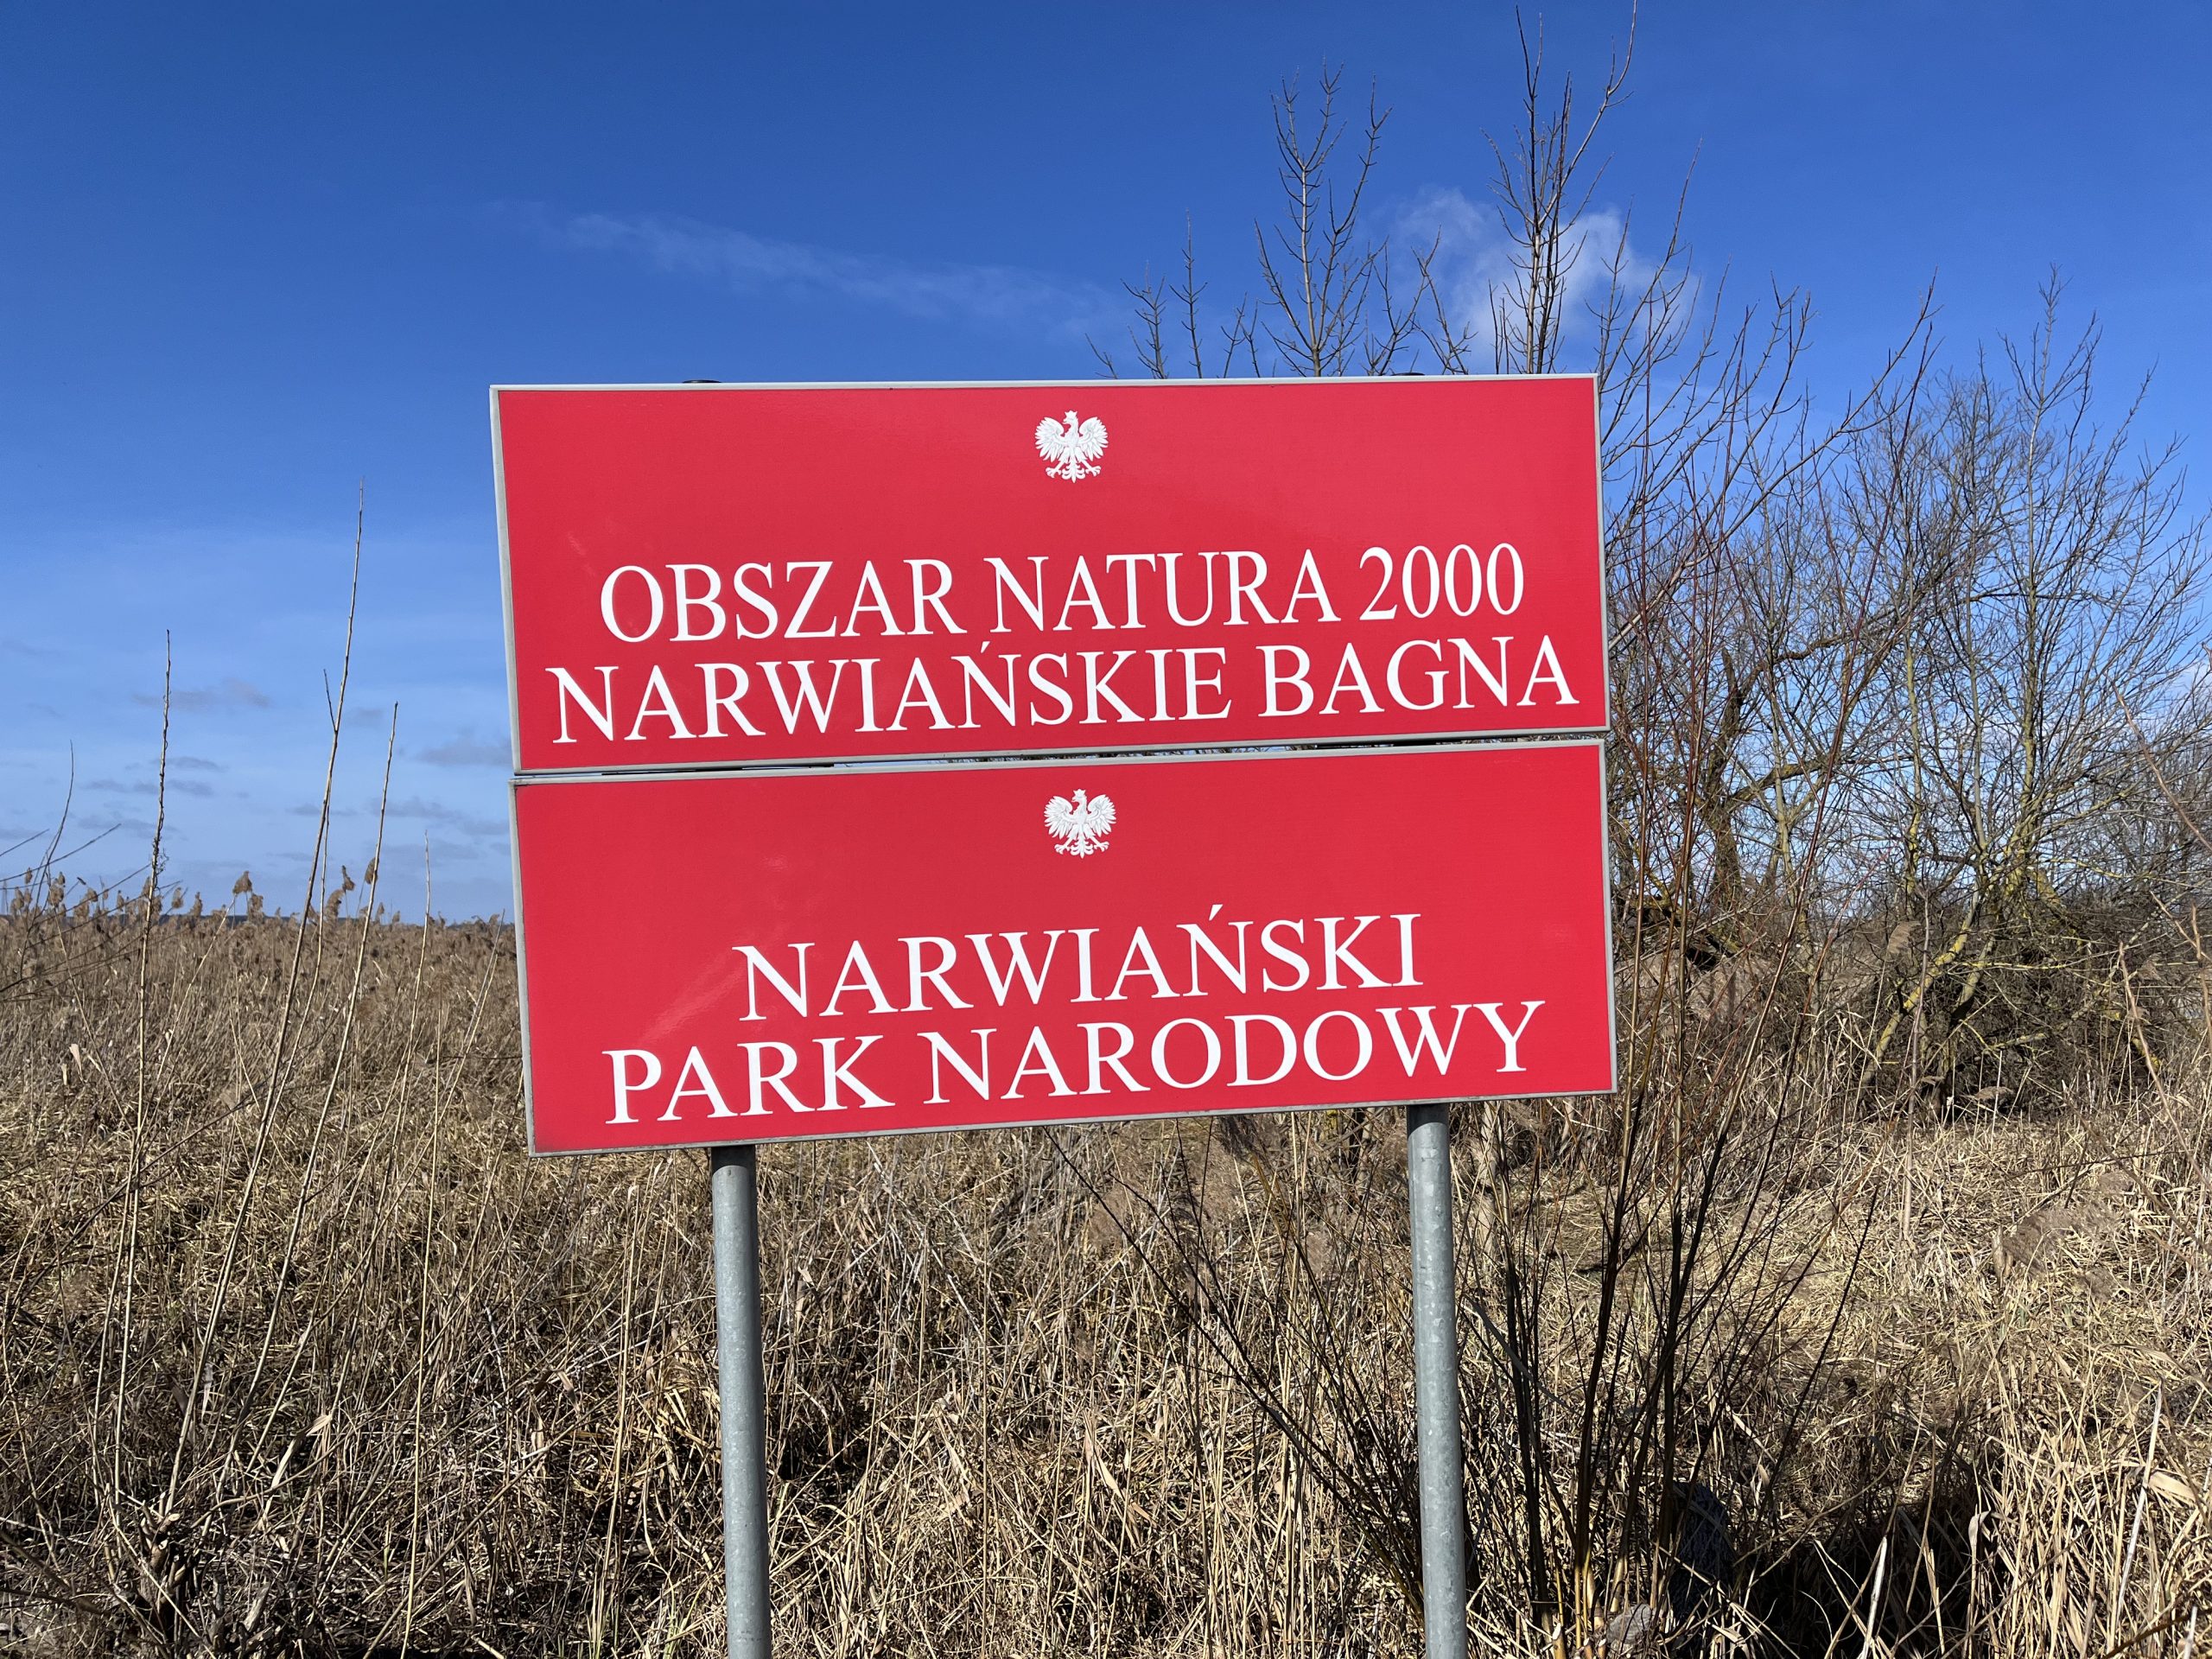 OBSZAR NATURA 2000
NARWIAŃSKIE BAGNA
NARWIAŃSKI
PARK NARODOWY